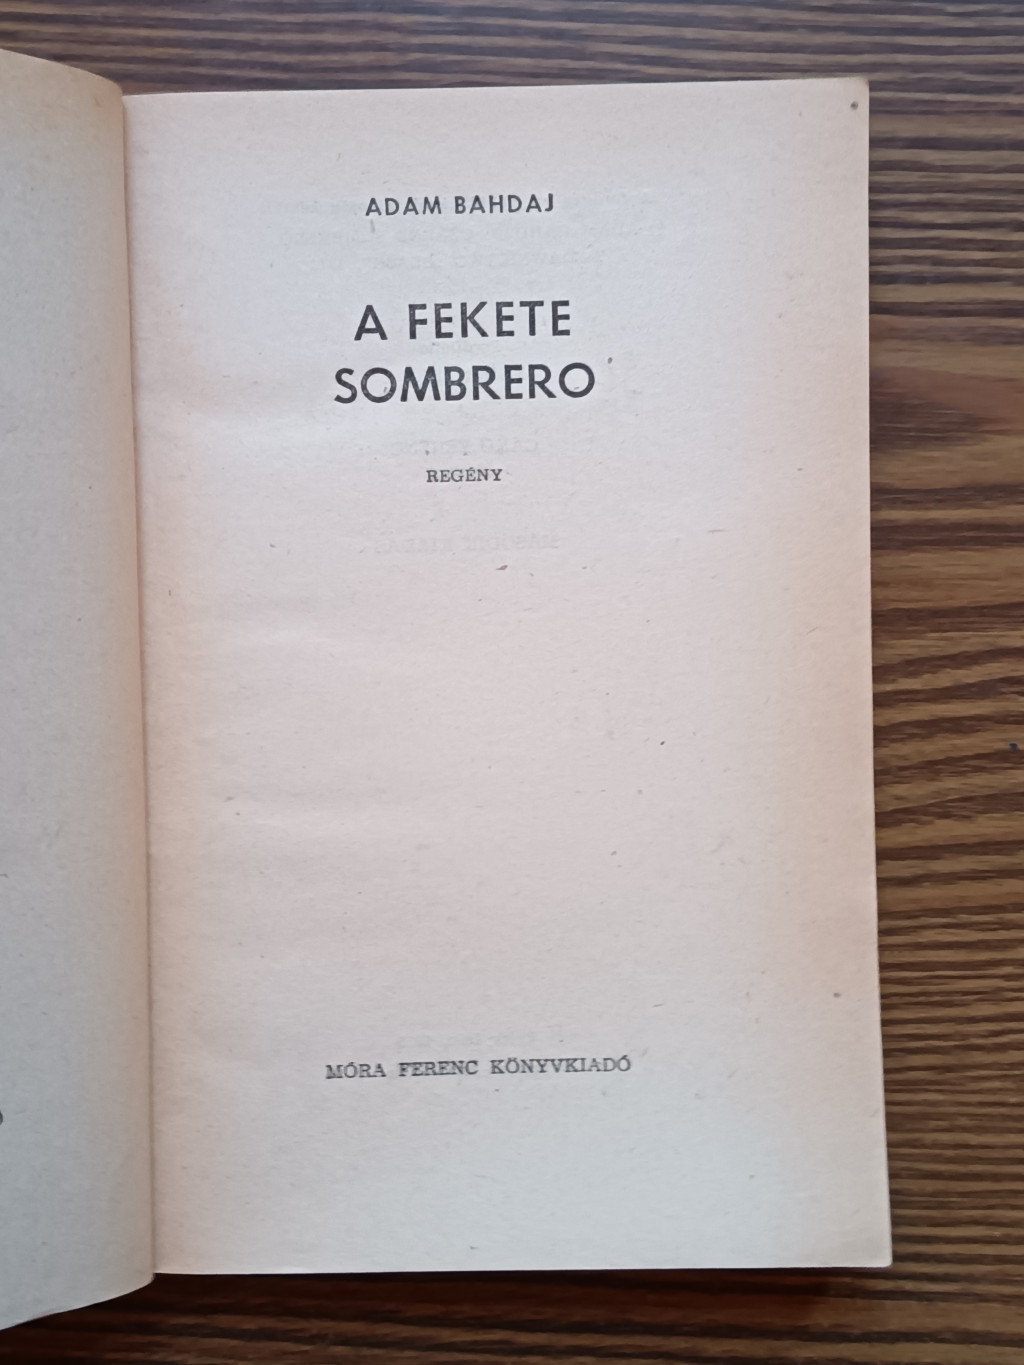 ADAM BAHDAJ
A FEKETE
SOMBRERO
REGÉNY
MÓRA FERENC KÖNYVKIADÓ